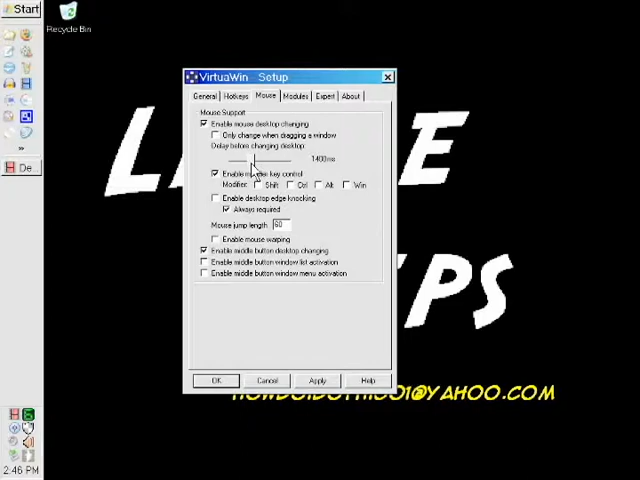 Start
Recycle Bin
VirtuaWin - Setup
General
Hotkeys
Mouse
Modules
Expert
About
Mouse Support
Enable mouse desktop changing
Only change when dragging a window
Delay before changing desktop:
1400ms
key control
Modifier:
Shift
Ctrl
Alt
Win
Enable desktop edge knocking
Always required
Mouse jump length
60
Enable mouse warping
Enable middle button desktop changing
Enable middle button window list activation
Enable middle button window menu activation
OK
Cancel
Apply
Help
De...
2:46 PM